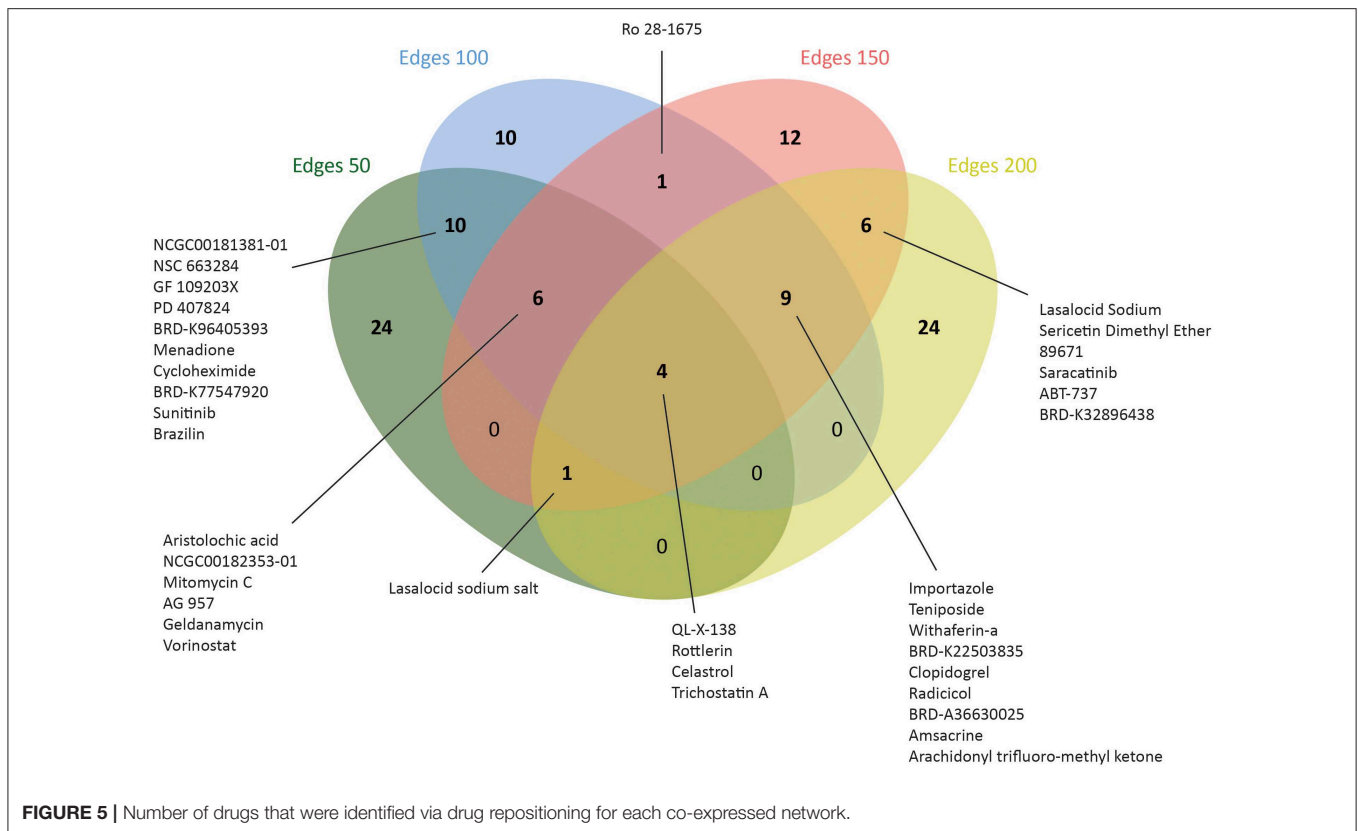 Ro 28-1675
Edges 100
Edges 150
Edges 50
Edges 200
10
12
1
10
6
6
9
24
24
4
0
0
1
0
0
NCGC00181381-01
NSC 663284
GF 109203X
PD 407824
BRD-K96405393
Menadione
Cycloheximide
BRD-K77547920
Sunitinib
Brazilin
Lasalocid Sodium
Sericetin Dimethyl Ether
89671
Saracatinib
ABT-737
BRD-K32896438
Aristolochic acid
NCGC00182353-01
Mitomycin C
AG 957
Geldanamycin
Vorinostat
Lasalocid sodium salt
QL-X-138
Rottlerin
Celastrol
Trichostatin A
Importazole
Teniposide
Withaferin-a
BRD-K22503835
Clopidogrel
Radicicol
BRD-A36630025
Amsacrine
Arachidonyl trifluoro-methyl ketone
FIGURE 5 | Number of drugs that were identified via drug repositioning for each co-expressed network.